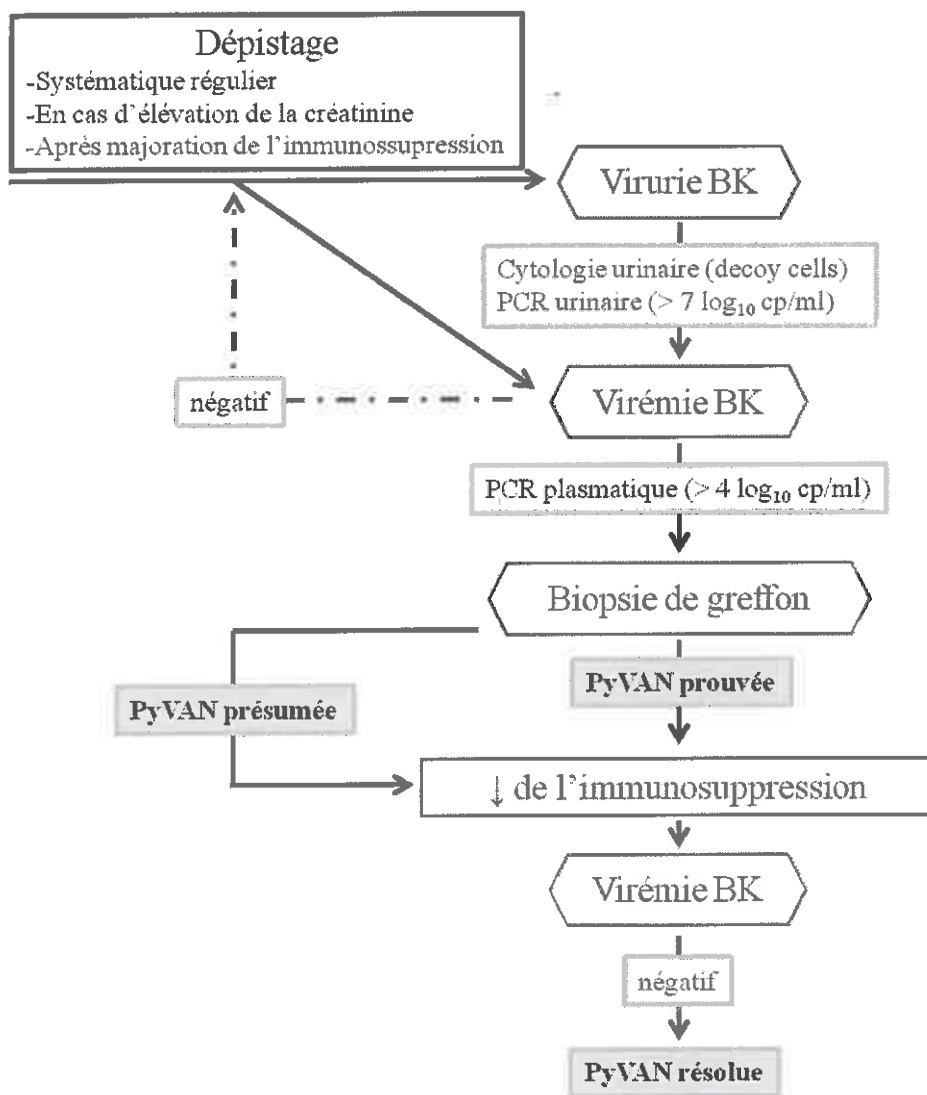 Dépistage
-Systématique régulier
-En cas d'élévation de la créatinine
-Après majoration de l'immunossupression
Virurie BK
Cytologie urinaire (decoy cells)
PCR urinaire (> 7 log₁₀ cp/ml)
négatif
Virémie BK
PCR plasmatique (> 4 log₁₀ cp/ml)
Biopsie de greffon
PyVAN prouvée
PyVAN présumée
↓ de l'immunosuppression
Virémie BK
négatif
PyVAN résolue